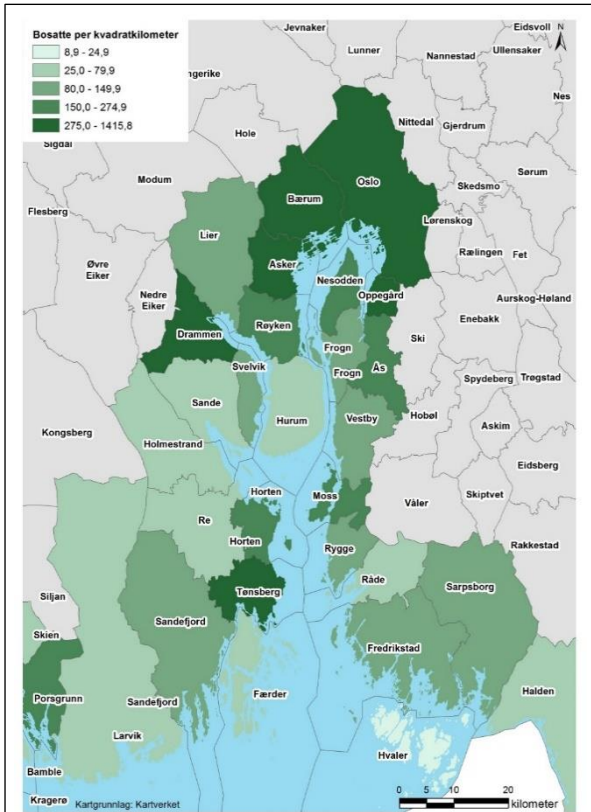 Bosatte per kvadratkilometer
8,9 - 24,9
25,0 - 79,9
80,0 - 149,9
150,0 - 274,9
275,0 - 1415,8
Jevnaker
Eidsvoll
N
Lunner
Ullensaker
Nannestad
ngerike
Nes
Hole
Nittedal
Gjerdrum
Sigdal
Modum
Oslo
Sørum
Skedsmo
Bærum
Flesberg
Lørenskog
Lier
Rælingen
Fet
Øvre
Eiker
Asker
Nesodden
Nedre
Eiker
Oppegård
Aurskog-Høland
Enebakk
Drammen
Røyken
Frogn
Ski
Svelvik
Frogn
Ås
Spydeberg
Trøgstad
Sande
Hurum
Vestby
Hobøl
Askim
Kongsberg
Holmestrand
Eidsberg
Horten
Moss
Våler
Skiptvet
Re
Horten
Rygge
Rakkestad
Råde
Siljan
Tønsberg
Sarpsborg
Sandefjord
Skien
Fredrikstad
Porsgrunn
Sandefjord
Færder
Halden
Larvik
Hvaler
Bamble
Kragerø
Kartgrunnlag: Kartverket
0 5 10 20
kilometer